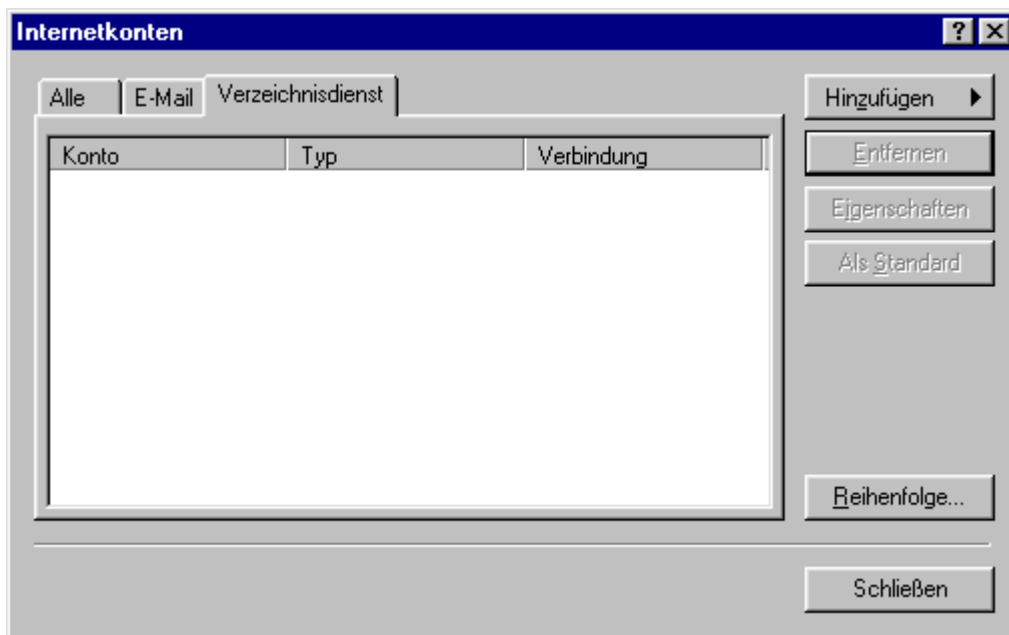 Internetkonten
Alle E-Mail Verzeichnisdienst
Hinzufügen
Konto Typ Verbindung
Entfernen
Eigenschaften
Als Standard
Reihenfolge...
Schließen